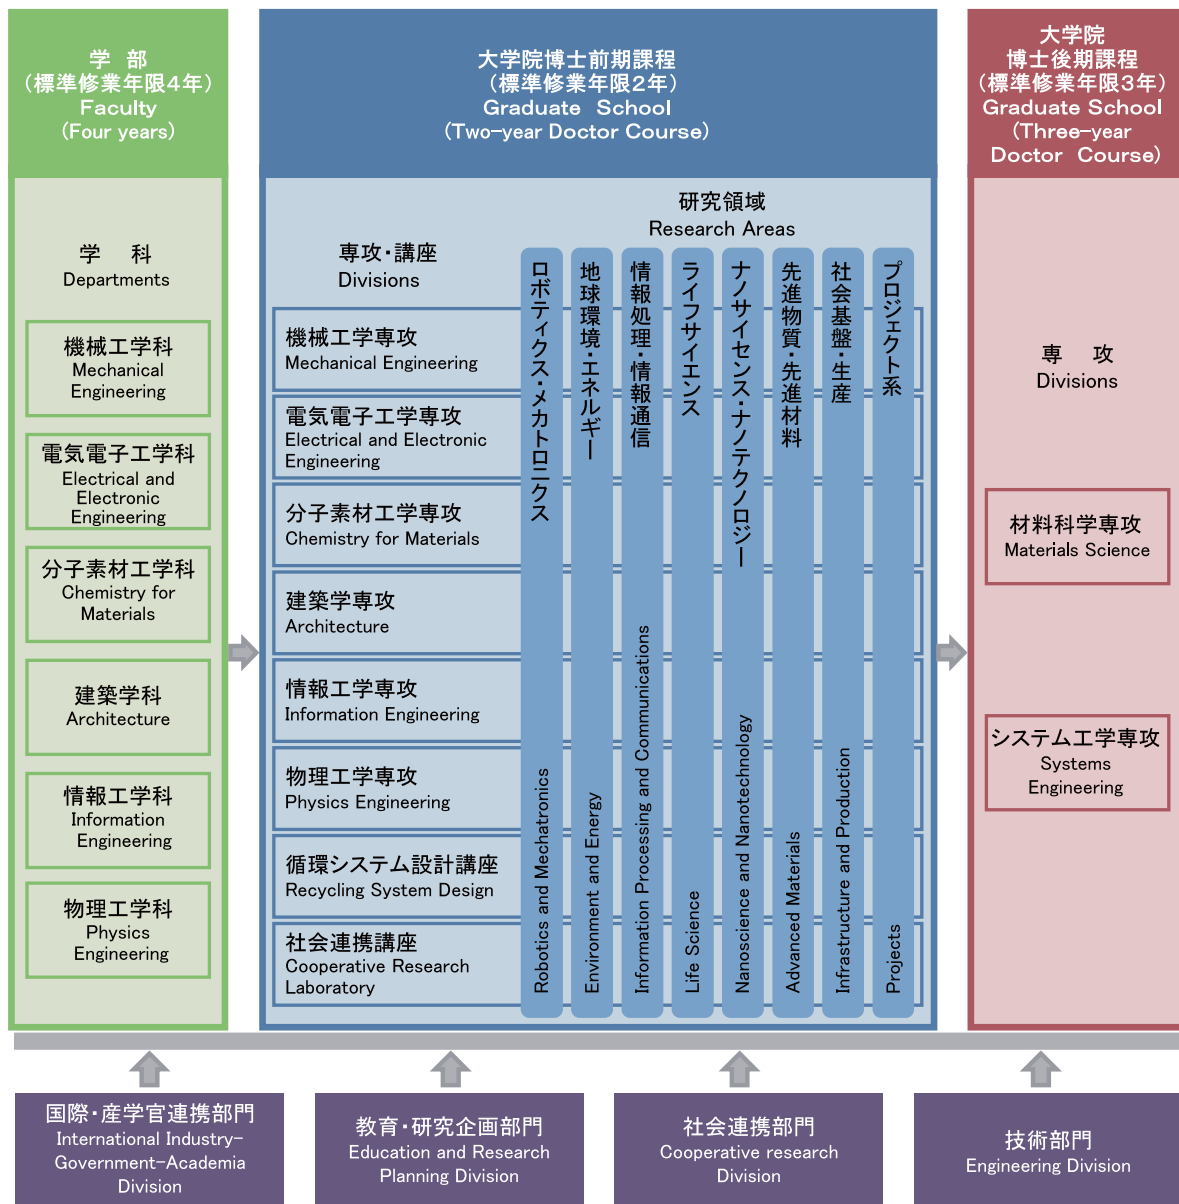 学 部
（標準修業年限4年）
Faculty
(Four years)
学 科
Departments
機械工学科
Mechanical
Engineering
電気電子工学科
Electrical and
Electronic
Engineering
分子素材工学科
Chemistry for
Materials
建築学科
Architecture
情報工学科
Information
Engineering
物理工学科
Physics
Engineering
大学院博士前期課程
（標準修業年限2年）
Graduate School
(Two-year Doctor Course)
専攻・講座
Divisions
研究領域
Research Areas
機械工学専攻
Mechanical Engineering
電気電子工学専攻
Electrical and Electronic
Engineering
分子素材工学専攻
Chemistry for Materials
建築学専攻
Architecture
情報工学専攻
Information Engineering
物理工学専攻
Physics Engineering
循環システム設計講座
Recycling System Design
社会連携講座
Cooperative Research
Laboratory
ロボティクス・メカトロニクス
Robotics and Mechatronics
地球環境・エネルギー
Environment and Energy
情報処理・情報通信
Information Processing and Communications
ライフサイエンス
Life Science
ナノサイセンス・ナノテクノロジー
Nanoscience and Nanotechnology
先進物質・先進材料
Advanced Materials
社会基盤・生産
Infrastructure and Production
プロジェクト系
Projects
大学院
博士後期課程
（標準修業年限3年）
Graduate School
(Three-year
Doctor Course)
専 攻
Divisions
材料科学専攻
Materials Science
システム工学専攻
Systems
Engineering
国際・産学官連携部門
International Industry-
Government-Academia
Division
教育・研究企画部門
Education and Research
Planning Division
社会連携部門
Cooperative research
Division
技術部門
Engineering Division